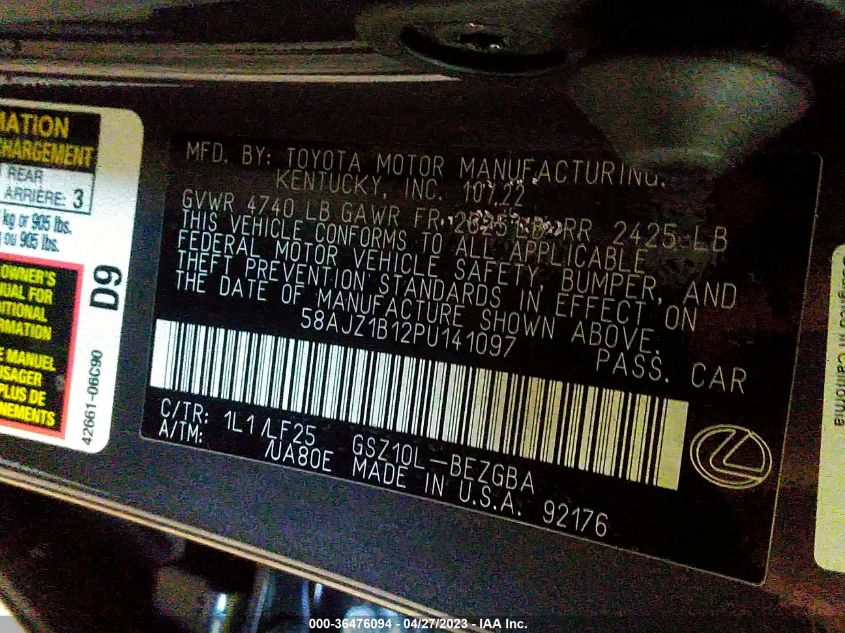 MATION
CHARGEMENT
REAR
ARRIÈRE: 3
kg or 905 lbs.
ou 905 lbs.
OWNER'S
UAL FOR
ITIONAL
RMATION
E MANUEL
USAGER
PLUS DE
NEMENTS
D9
42661-06C90
MFD. BY: TOYOTA MOTOR MANUFACTURING,
KENTUCKY, INC. 10/22
GVWR 4740 LB GAWR FR RR 2425 LB
THIS VEHICLE CONFORMS TO ALL APPLICABLE
FEDERAL MOTOR VEHICLE SAFETY, BUMPER, AND
THEFT PREVENTION STANDARDS IN EFFECT ON
THE DATE OF MANUFACTURE SHOWN ABOVE.
58AJZ1B12PU141097
PASS. CAR
C/TR: 1L1/LF25 GSZ10L-BEZGBA
A/TM: /UA80E MADE IN U.S.A. 92176
California
000-36476094 - 04/27/2023 - IAA Inc.